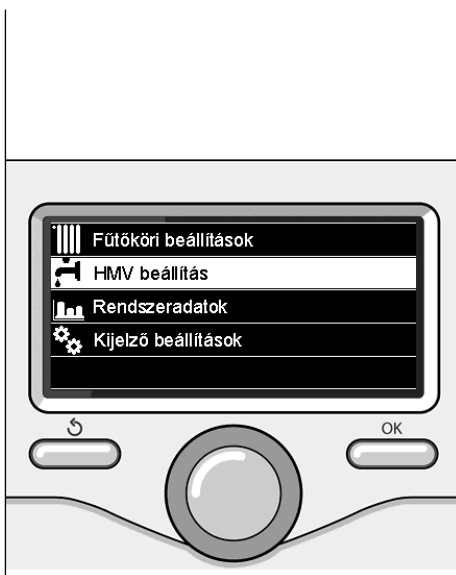 Fűtőköri beállítások
HMV beállítás
Rendszeradatok
Kijelző beállítások
OK